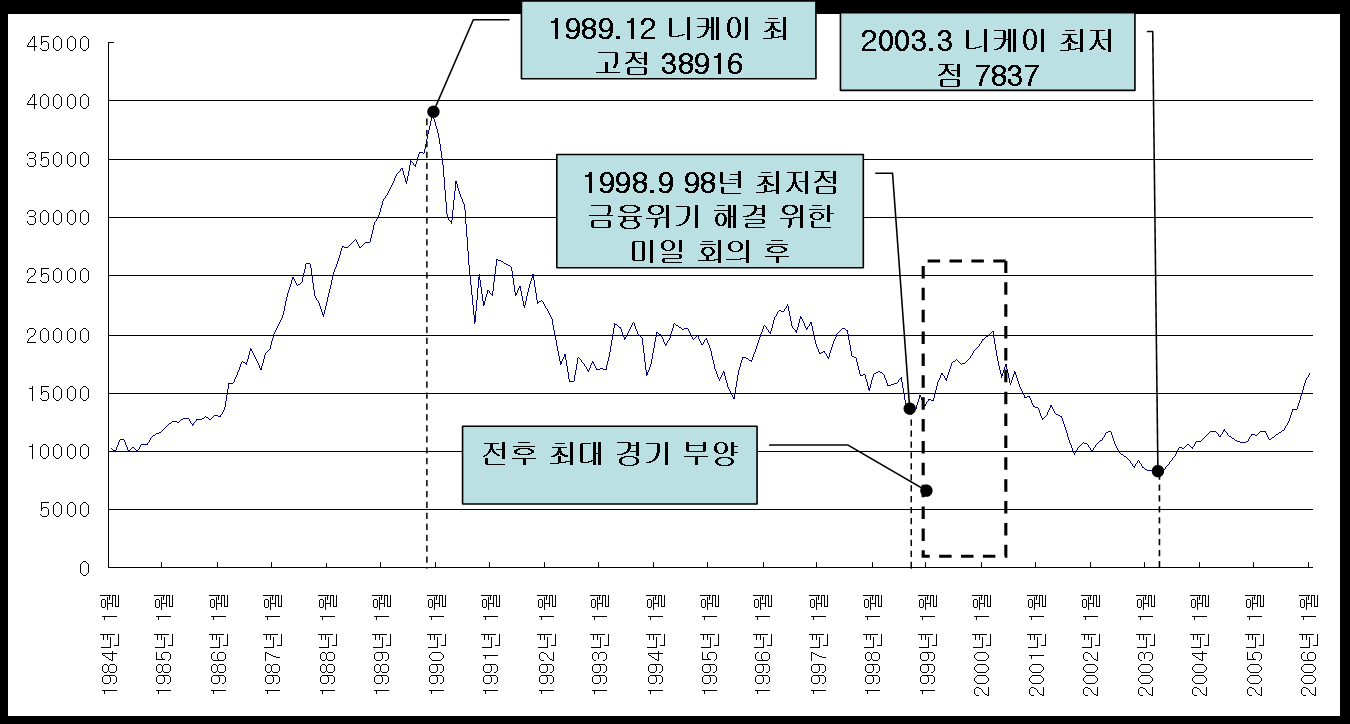 1989.12 니케이 최
고점 38916
2003.3 니케이 최저
점 7837
1998.9 98년 최저점
금융위기 해결 위한
미일 회의 후
전후 최대 경기 부양
45000
40000
35000
30000
25000
20000
15000
10000
5000
0
1984년 1월
1985년 1월
1986년 1월
1987년 1월
1988년 1월
1989년 1월
1990년 1월
1991년 1월
1992년 1월
1993년 1월
1994년 1월
1995년 1월
1996년 1월
1997년 1월
1998년 1월
1999년 1월
2000년 1월
2001년 1월
2002년 1월
2003년 1월
2004년 1월
2005년 1월
2006년 1월